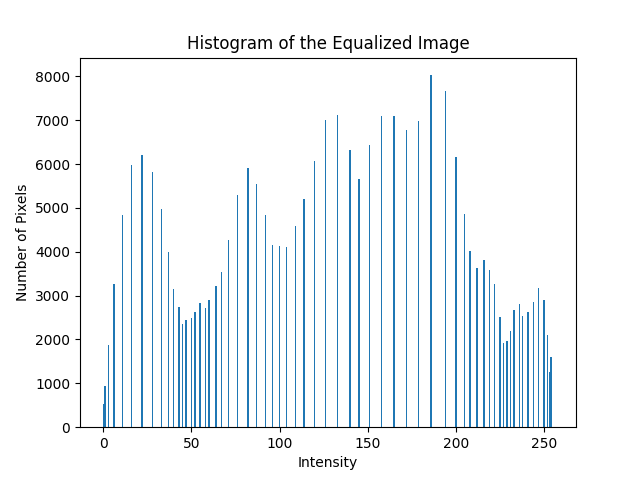 Histogram of the Equalized Image
8000
7000
6000
5000
4000
3000
2000
1000
0
Number of Pixels
0 50 100 150 200 250
Intensity